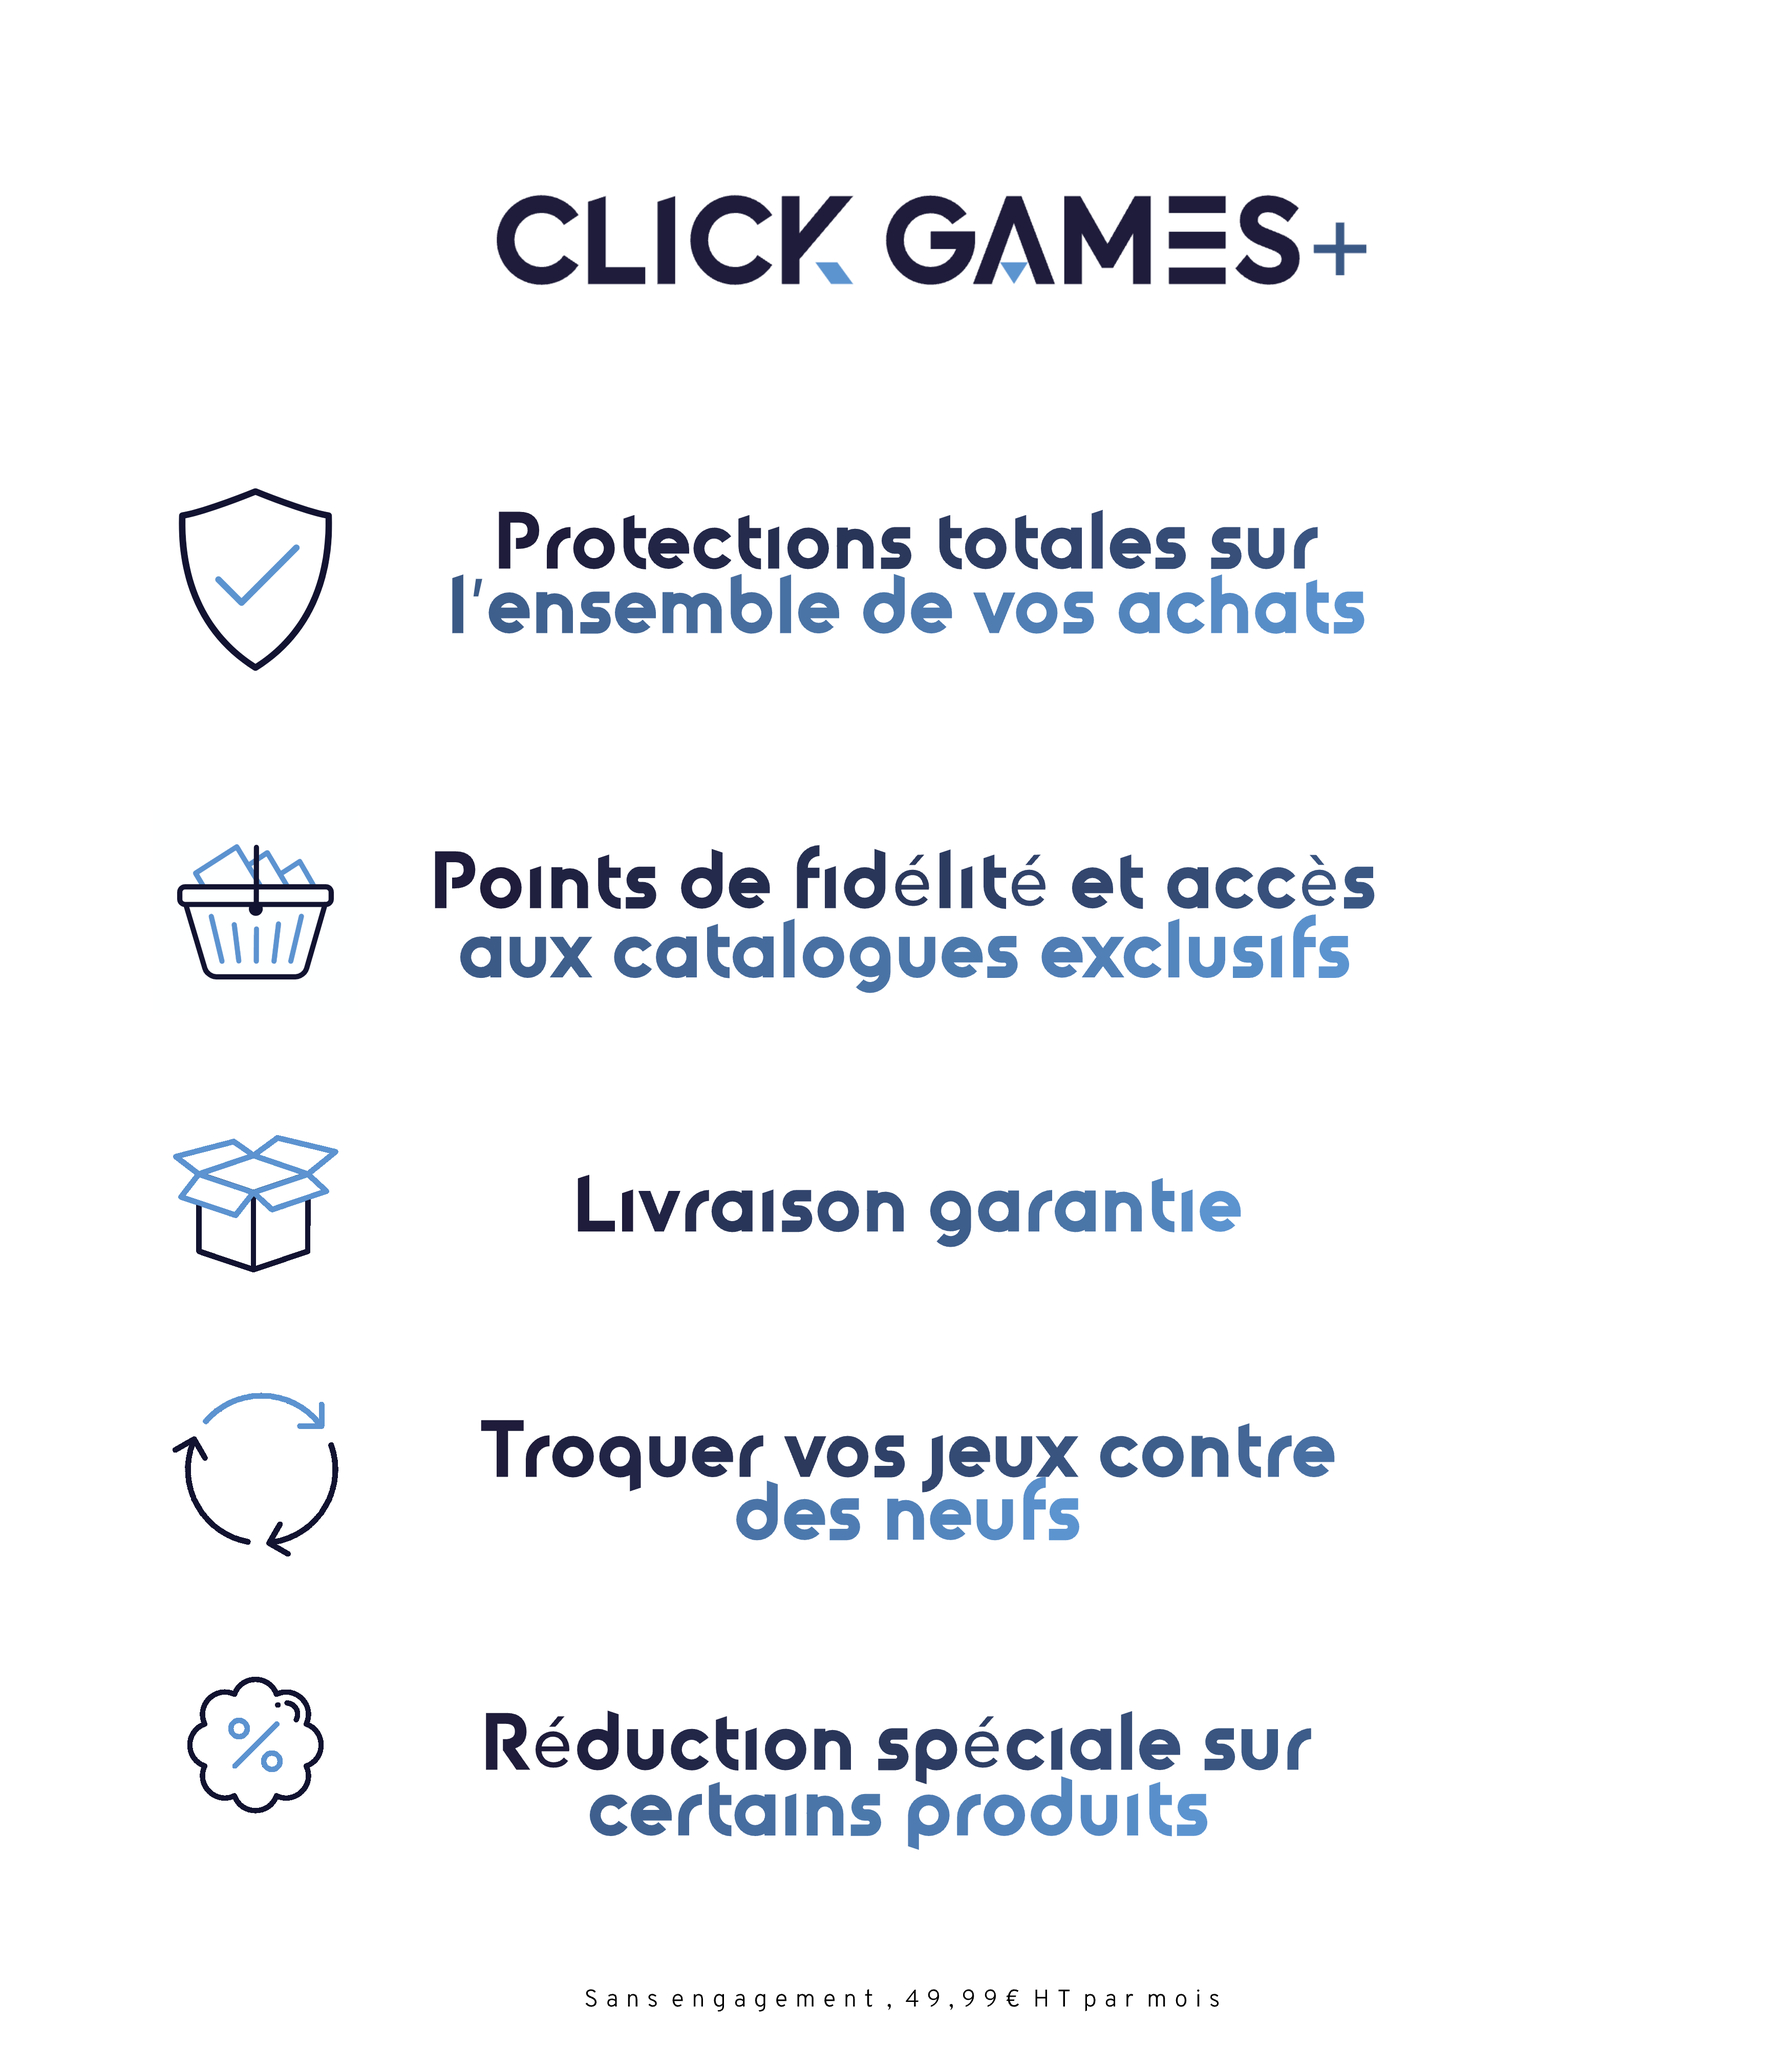 CLICK GAMES+
Protections totales sur
l'ensemble de vos achats
Points de fidélité et accès
aux catalogues exclusifs
Livraison garantie
Troquer vos jeux contre
des neufs
%
Réduction spéciale sur
certains produits
Sans engagement, 49,99€ HT par mois